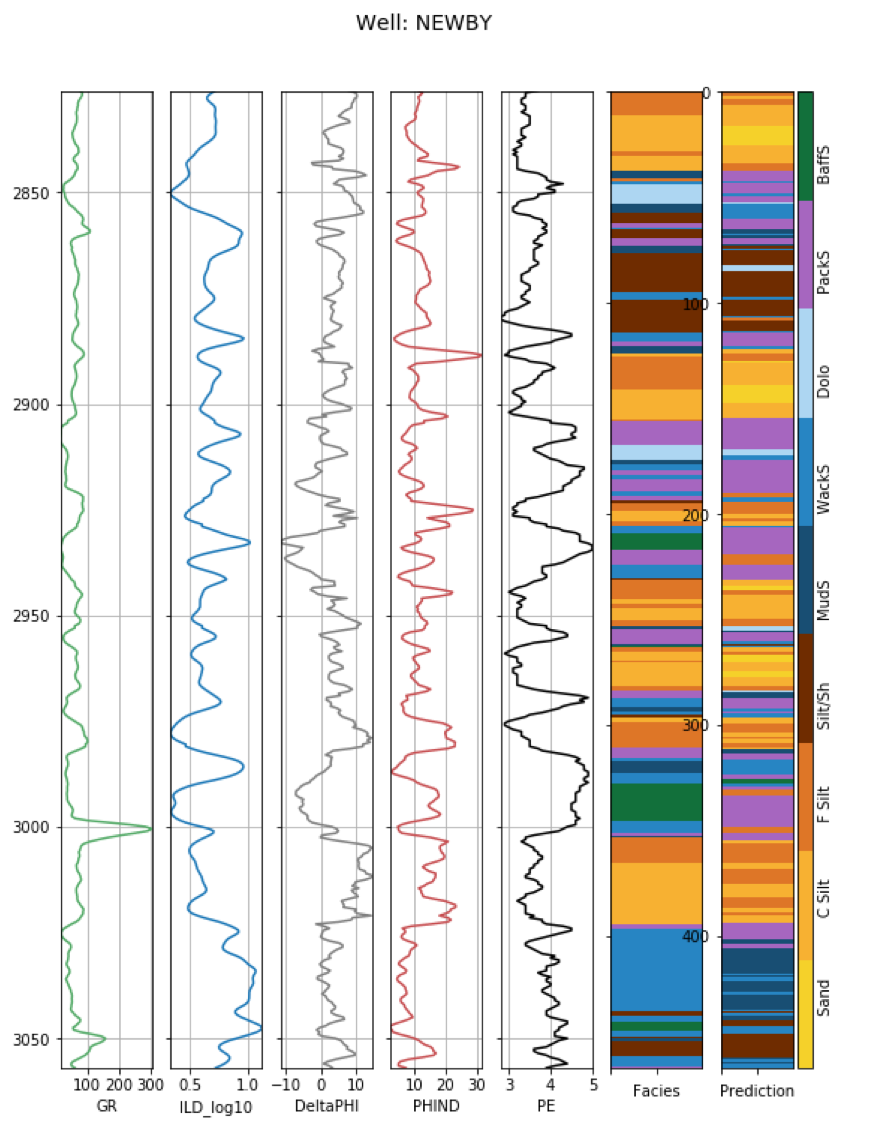 Well: NEWBY
2850
2900
2950
3000
3050
0
100
200
300
400
100 200 300
GR
0.5 1.0
ILD_log10
−10 0 10
DeltaPHI
10 20 30
PHIND
3 4 5
PE
Facies
Prediction
BaffS
PackS
Dolo
WackS
MudS
Silt/Sh
F Silt
C Silt
Sand